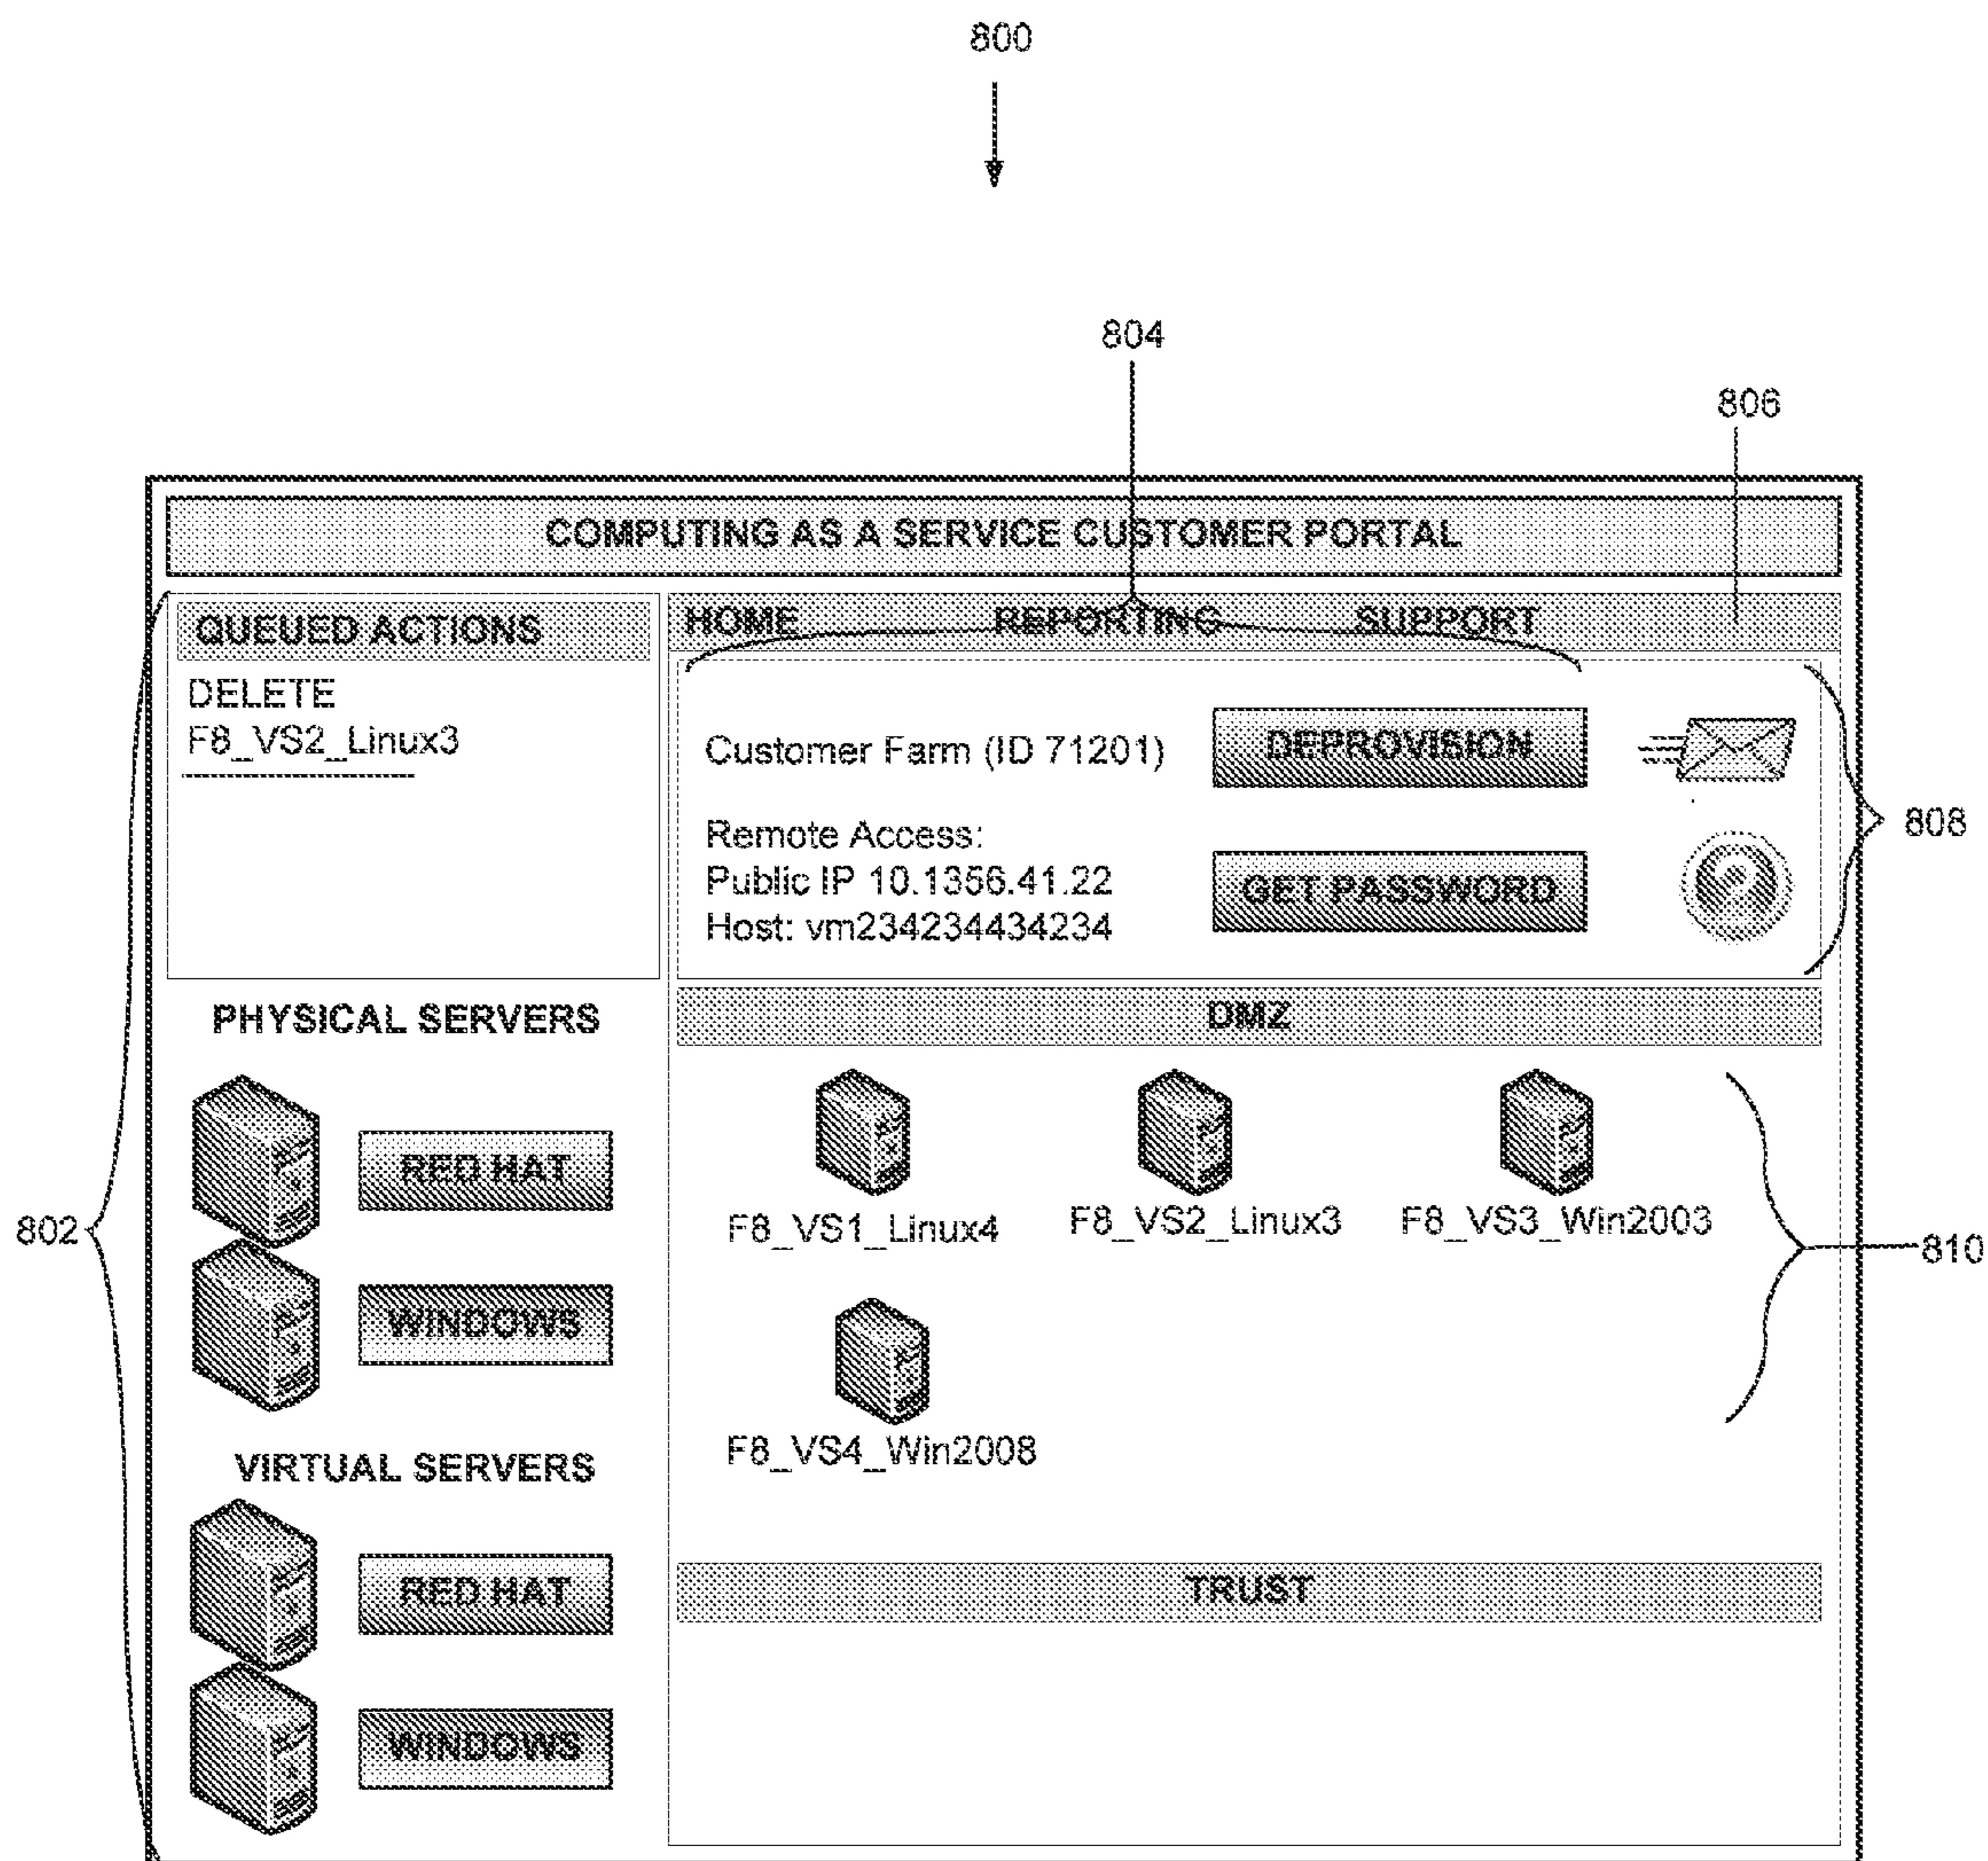 800
804
806
COMPUTING AS A SERVICE CUSTOMER PORTAL
QUEUED ACTIONS
DELETE
F8_VS2_Linux3
HOME REPORTING SUPPORT
Customer Farm (ID 71201)
DEPROVISION
Remote Access:
Public IP 10.1356.41.22
Host: vm234234434234
GET PASSWORD
?
808
PHYSICAL SERVERS
RED HAT
WINDOWS
802
VIRTUAL SERVERS
RED HAT
WINDOWS
DMZ
F8_VS1_Linux4
F8_VS2_Linux3
F8_VS3_Win2003
810
F8_VS4_Win2008
TRUST